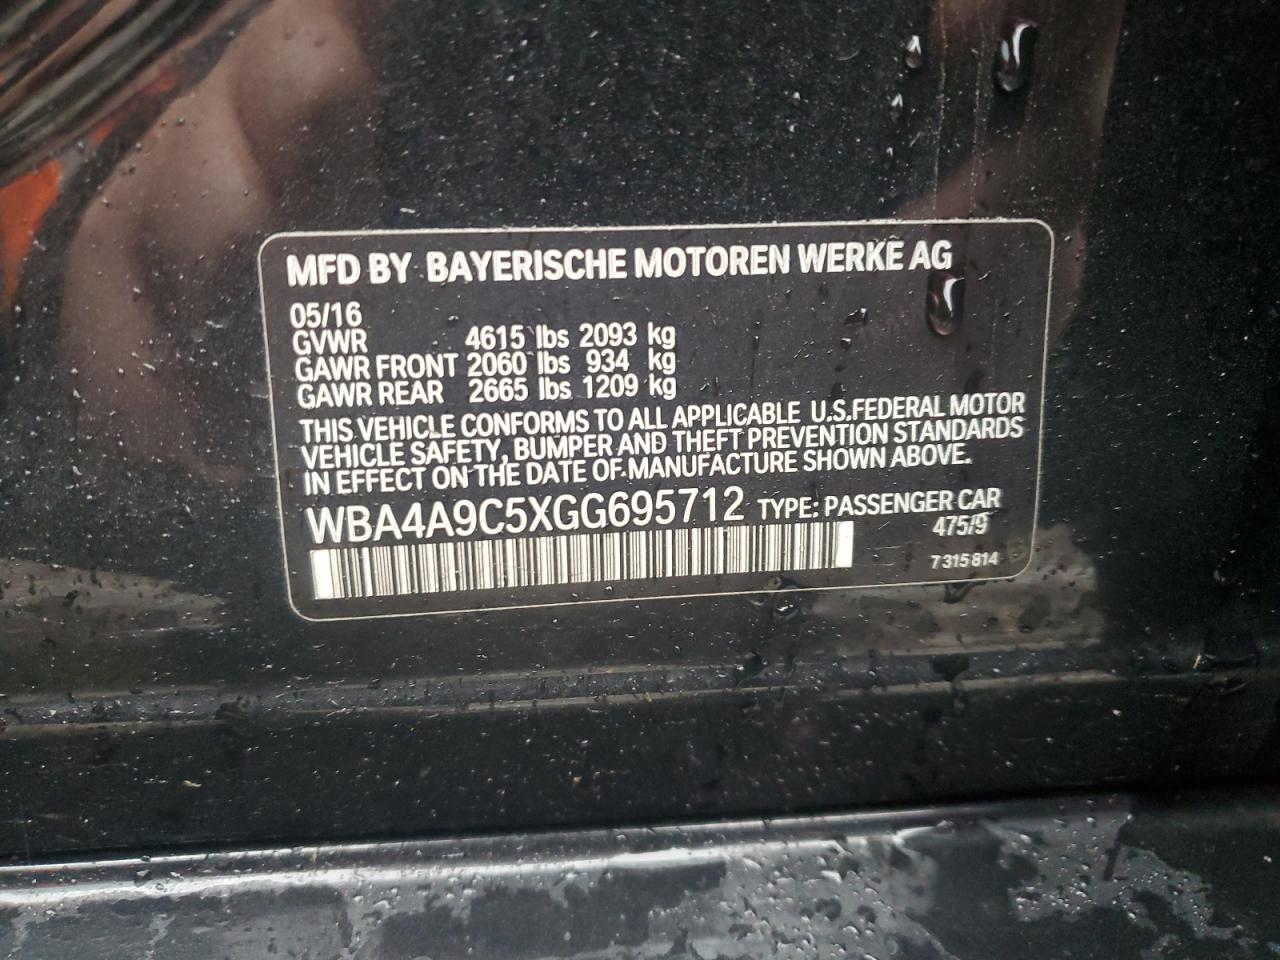 MFD BY BAYERISCHE MOTOREN WERKE AG
05/16
GVWR 4615 lbs 2093 kg
GAWR FRONT 2060 lbs 934 kg
GAWR REAR 2665 lbs 1209 kg
THIS VEHICLE CONFORMS TO ALL APPLICABLE U.S.FEDERAL MOTOR
VEHICLE SAFETY, BUMPER AND THEFT PREVENTION STANDARDS
IN EFFECT ON THE DATE OF MANUFACTURE SHOWN ABOVE.
WBA4A9C5XGG695712 TYPE: PASSENGER CAR
475/9
7 315 814